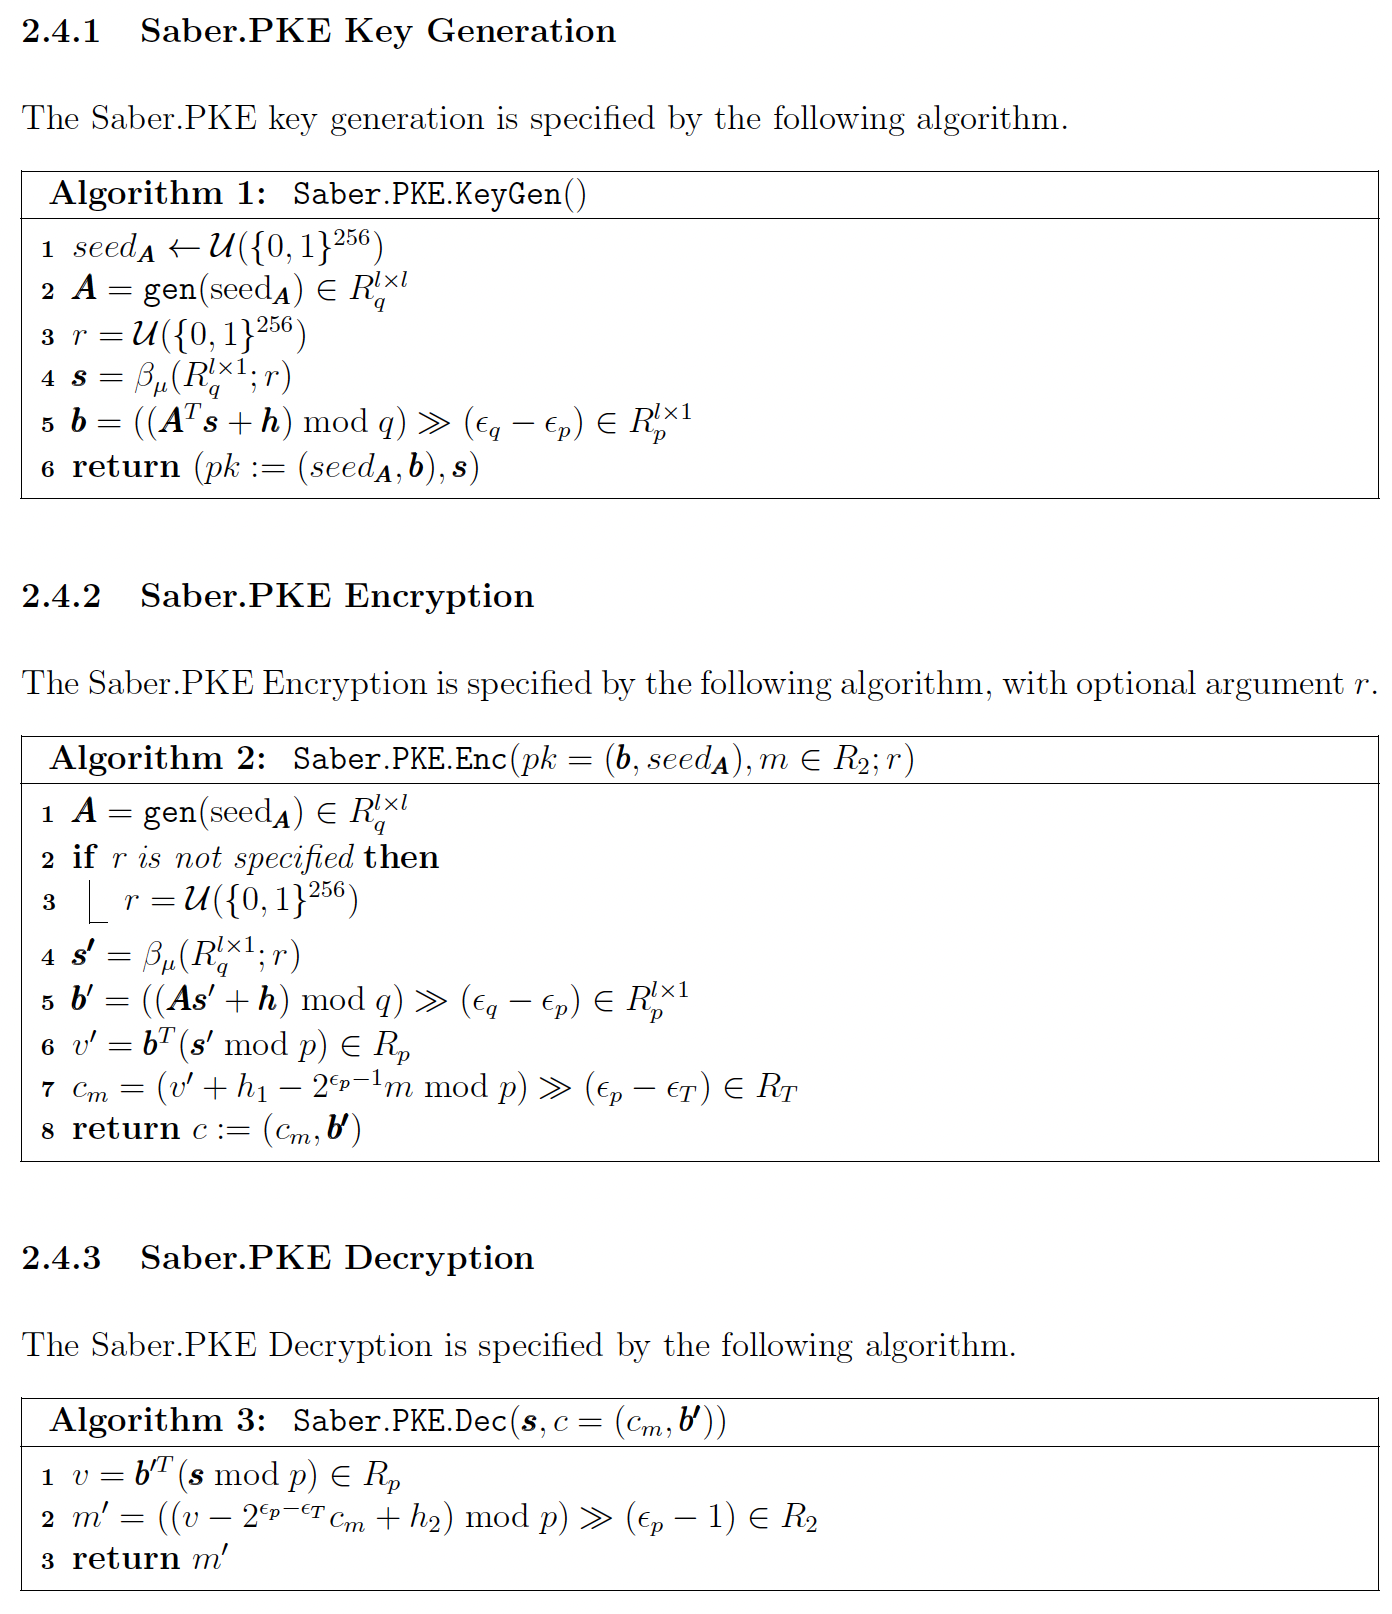 2.4.1 Saber.PKE Key Generation
The Saber.PKE key generation is specified by the following algorithm.
Algorithm 1: Saber.PKE.KeyGen()
1 $seed_{\boldsymbol{A}} \leftarrow \mathcal{U}(\{0,1\}^{256})$
2 $\boldsymbol{A} = \texttt{gen}(\text{seed}_{\boldsymbol{A}}) \in R_q^{l \times l}$
3 $r = \mathcal{U}(\{0,1\}^{256})$
4 $\boldsymbol{s} = \beta_\mu(R_q^{l \times 1}; r)$
5 $\boldsymbol{b} = ((\boldsymbol{A}^T \boldsymbol{s} + \boldsymbol{h}) \bmod q) \gg (\epsilon_q - \epsilon_p) \in R_p^{l \times 1}$
6 return $(pk := (seed_{\boldsymbol{A}}, \boldsymbol{b}), \boldsymbol{s})$
2.4.2 Saber.PKE Encryption
The Saber.PKE Encryption is specified by the following algorithm, with optional argument $r$.
Algorithm 2: Saber.PKE.Enc$(pk = (\boldsymbol{b}, seed_{\boldsymbol{A}}), m \in R_2; r)$
1 $\boldsymbol{A} = \texttt{gen}(\text{seed}_{\boldsymbol{A}}) \in R_q^{l \times l}$
2 if $r$ is not specified then
3 $r = \mathcal{U}(\{0,1\}^{256})$
4 $\boldsymbol{s'} = \beta_\mu(R_q^{l \times 1}; r)$
5 $\boldsymbol{b'} = ((\boldsymbol{A}\boldsymbol{s'} + \boldsymbol{h}) \bmod q) \gg (\epsilon_q - \epsilon_p) \in R_p^{l \times 1}$
6 $v' = \boldsymbol{b}^T(\boldsymbol{s'} \bmod p) \in R_p$
7 $c_m = (v' + h_1 - 2^{\epsilon_p - 1} m \bmod p) \gg (\epsilon_p - \epsilon_T) \in R_T$
8 return $c := (c_m, \boldsymbol{b'})$
2.4.3 Saber.PKE Decryption
The Saber.PKE Decryption is specified by the following algorithm.
Algorithm 3: Saber.PKE.Dec$(\boldsymbol{s}, c = (c_m, \boldsymbol{b'}))$
1 $v = \boldsymbol{b}'^T(\boldsymbol{s} \bmod p) \in R_p$
2 $m' = ((v - 2^{\epsilon_p - \epsilon_T} c_m + h_2) \bmod p) \gg (\epsilon_p - 1) \in R_2$
3 return $m'$